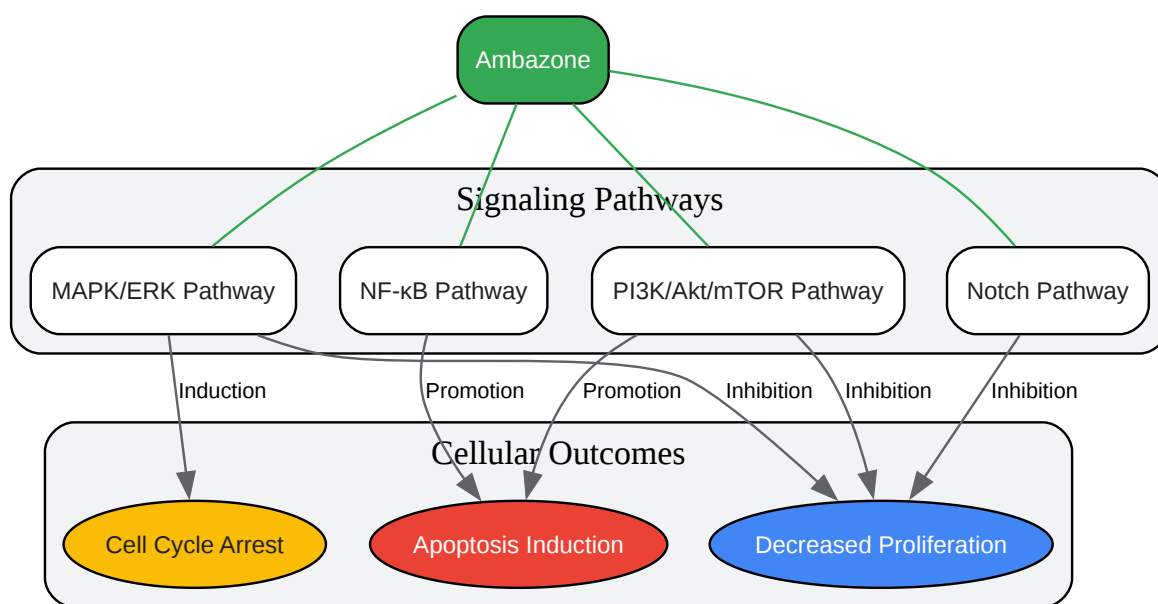 Ambazone
Signaling Pathways
MAPK/ERK Pathway
NF-κB Pathway
PI3K/Akt/mTOR Pathway
Notch Pathway
Induction
Promotion
Promotion
Inhibition
Inhibition
Inhibition
Cellular Outcomes
Cell Cycle Arrest
Apoptosis Induction
Decreased Proliferation